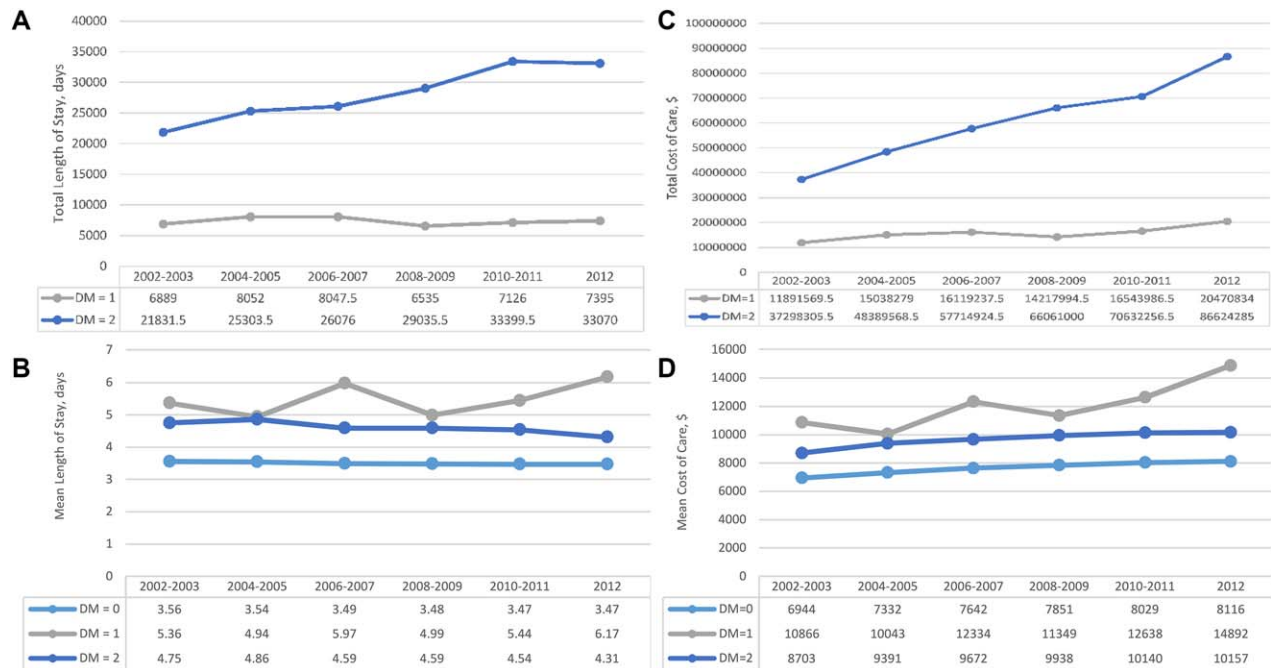 A
Total Length of Stay, days
40000
35000
30000
25000
20000
15000
10000
5000
0
2002-2003 2004-2005 2006-2007 2008-2009 2010-2011 2012
DM = 1 6889 8052 8047.5 6535 7126 7395
DM = 2 21831.5 25303.5 26076 29035.5 33399.5 33070
C
Total Cost of Care, $
100000000
90000000
80000000
70000000
60000000
50000000
40000000
30000000
20000000
10000000
0
2002-2003 2004-2005 2006-2007 2008-2009 2010-2011 2012
DM=1 11891569.5 15038279 16119237.5 14217994.5 16543986.5 20470834
DM=2 37298305.5 48389568.5 57714924.5 66061000 70632256.5 86624285
B
Mean Length of Stay, days
7
6
5
4
3
2
1
0
2002-2003 2004-2005 2006-2007 2008-2009 2010-2011 2012
DM = 0 3.56 3.54 3.49 3.48 3.47 3.47
DM = 1 5.36 4.94 5.97 4.99 5.44 6.17
DM = 2 4.75 4.86 4.59 4.59 4.54 4.31
D
Mean Cost of Care, $
16000
14000
12000
10000
8000
6000
4000
2000
0
2002-2003 2004-2005 2006-2007 2008-2009 2010-2011 2012
DM=0 6944 7332 7642 7851 8029 8116
DM=1 10866 10043 12334 11349 12638 14892
DM=2 8703 9391 9672 9938 10140 10157